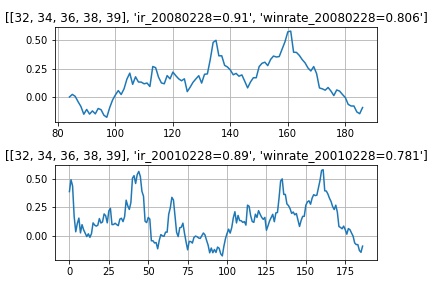 [[32, 34, 36, 38, 39], 'ir_20080228=0.91', 'winrate_20080228=0.806']
0.50
0.25
0.00
80 100 120 140 160 180
[[32, 34, 36, 38, 39], 'ir_20010228=0.89', 'winrate_20010228=0.781']
0.50
0.25
0.00
0 25 50 75 100 125 150 175